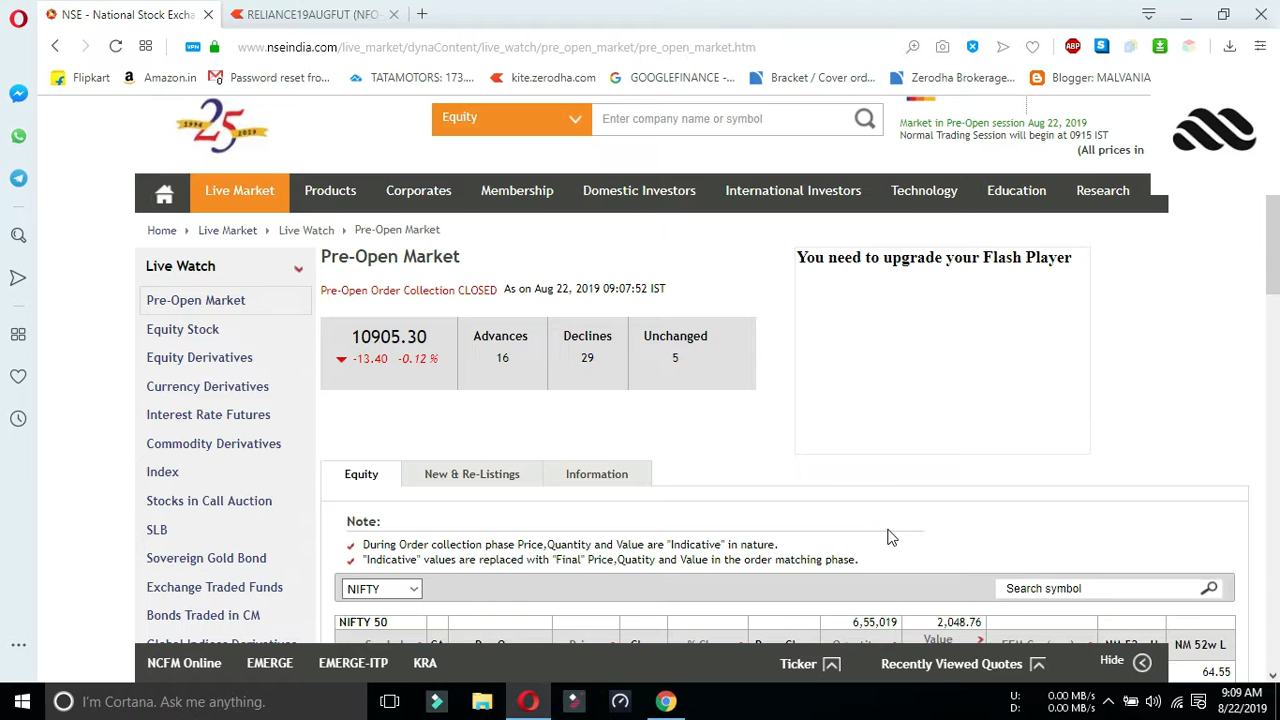 NSE - National Stock Excha
RELIANCE19AUGFUT (NFO-
VPN
www.nseindia.com/live_market/dynaContent/live_watch/pre_open_market/pre_open_market.htm
ABP
Flipkart
Amazon.in
Password reset fro...
TATAMOTORS: 173....
kite.zerodha.com
GOOGLEFINANCE -...
Bracket / Cover ord...
Zerodha Brokerage...
Blogger: MALVANIA
25
1994 2019
Equity
Enter company name or symbol
Market in Pre-Open session Aug 22, 2019
Normal Trading Session will begin at 0915 IST
(All prices in
Live Market
Products
Corporates
Membership
Domestic Investors
International Investors
Technology
Education
Research
Home
Live Market
Live Watch
Pre-Open Market
Live Watch
Pre-Open Market
Equity Stock
Equity Derivatives
Currency Derivatives
Interest Rate Futures
Commodity Derivatives
Index
Stocks in Call Auction
SLB
Sovereign Gold Bond
Exchange Traded Funds
Bonds Traded in CM
Pre-Open Market
Pre-Open Order Collection CLOSED As on Aug 22, 2019 09:07:52 IST
10905.30
-13.40 -0.12 %
Advances
16
Declines
29
Unchanged
5
You need to upgrade your Flash Player
Equity
New & Re-Listings
Information
Note:
During Order collection phase Price,Quantity and Value are "Indicative" in nature.
"Indicative" values are replaced with "Final" Price,Quatity and Value in the order matching phase.
NIFTY
Search symbol
NIFTY 50
6,55,019
2,048.76
Value
NM 52w L
64.55
NCFM Online
EMERGE
EMERGE-ITP
KRA
Ticker
Recently Viewed Quotes
Hide
I'm Cortana. Ask me anything.
U: 0.00 MB/s
D: 0.00 MB/s
9:09 AM
8/22/2019